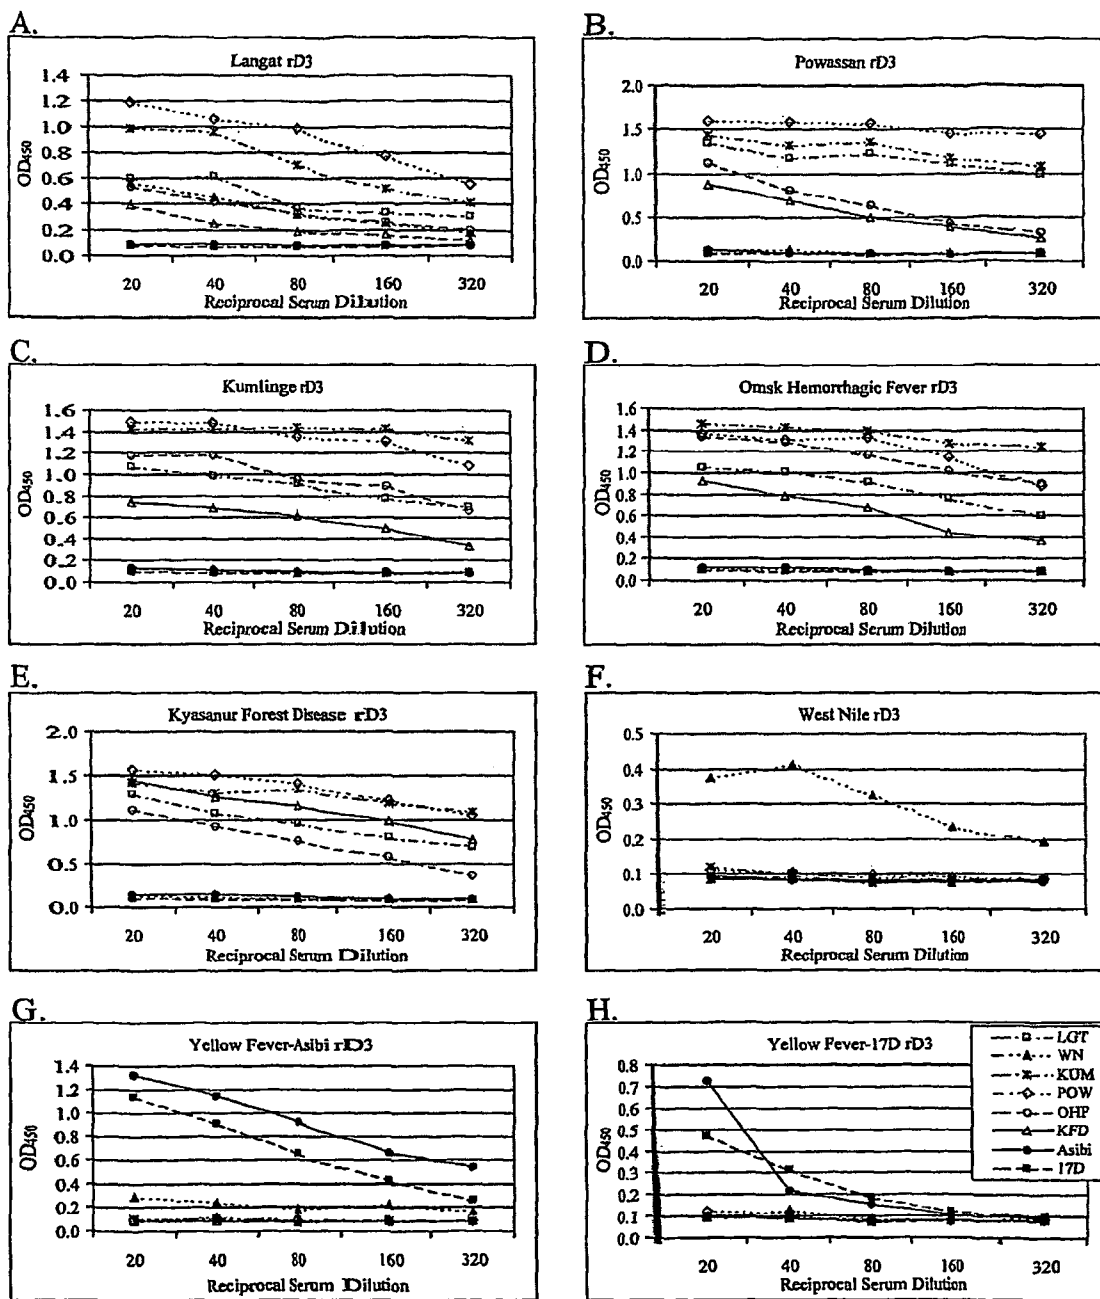 A.
Langat rD3
OD450
1.4
1.2
1.0
0.8
0.6
0.4
0.2
0.0
20 40 80 160 320
Reciprocal Serum Dilution
B.
Powassan rD3
OD450
2.0
1.5
1.0
0.5
0.0
20 40 80 160 320
Reciprocal Serum Dilution
C.
Kumlinge rD3
OD450
1.6
1.4
1.2
1.0
0.8
0.6
0.4
0.2
0.0
20 40 80 160 320
Reciprocal Serum Dilution
D.
Omsk Hemorrhagic Fever rD3
OD450
1.6
1.4
1.2
1.0
0.8
0.6
0.4
0.2
0.0
20 40 80 160 320
Reciprocal Serum Dilution
E.
Kyasanur Forest Disease rD3
OD450
2.0
1.5
1.0
0.5
0.0
20 40 80 160 320
Reciprocal Serum Dilution
F.
West Nile rD3
OD450
0.5
0.4
0.3
0.2
0.1
0.0
20 40 80 160 320
Reciprocal Serum Dilution
G.
Yellow Fever-Asibi rD3
OD450
1.4
1.2
1.0
0.8
0.6
0.4
0.2
0.0
20 40 80 160 320
Reciprocal Serum Dilution
H.
Yellow Fever-17D rD3
OD450
0.8
0.7
0.6
0.5
0.4
0.3
0.2
0.1
0.0
20 40 80 160 320
Reciprocal Serum Dilution
LGT
WN
KUM
POW
OHF
KFD
Asibi
17D